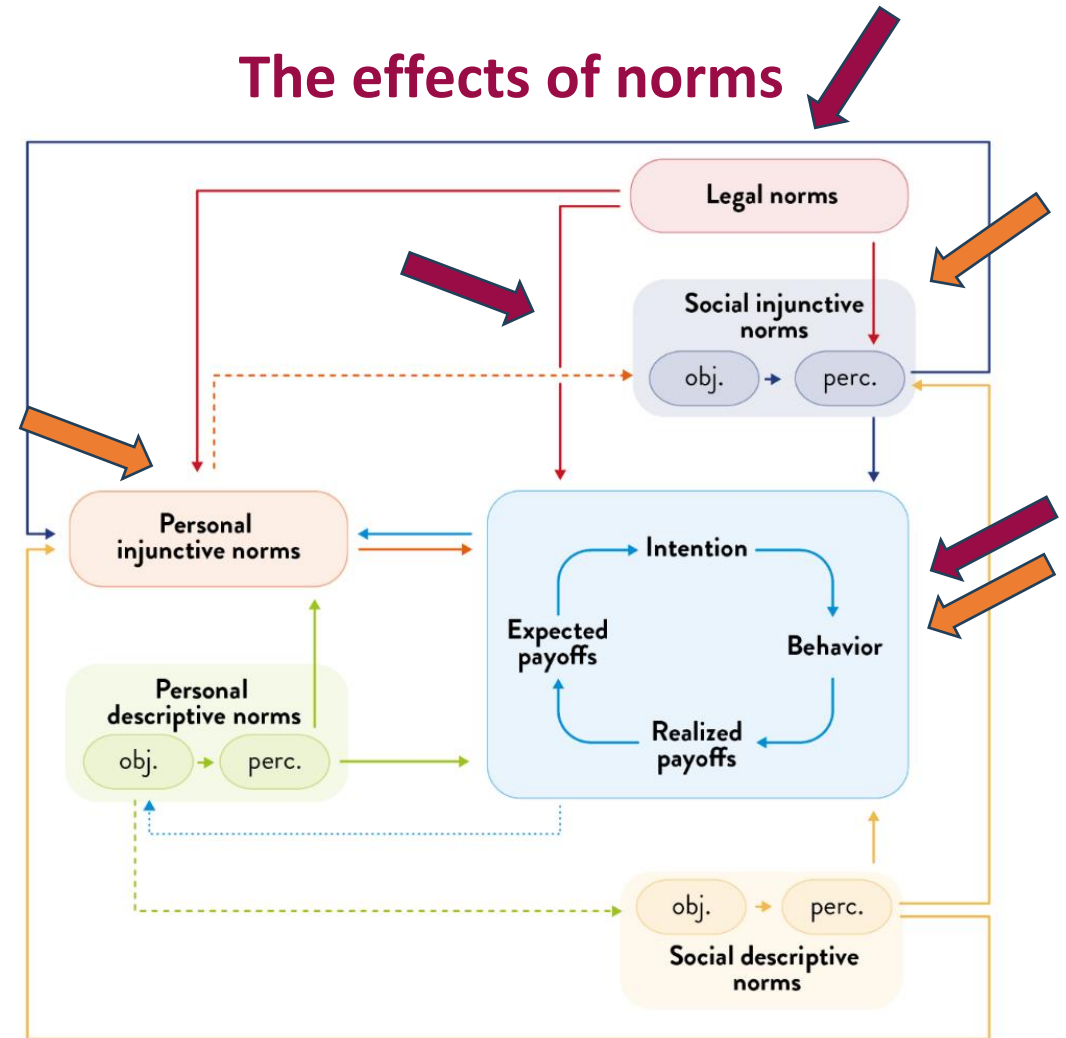 The effects of norms
Legal norms
Social injunctive
norms
obj.
perc.
Personal
injunctive norms
Intention
Expected
payoffs
Behavior
Realized
payoffs
Personal
descriptive norms
obj.
perc.
obj.
perc.
Social descriptive
norms